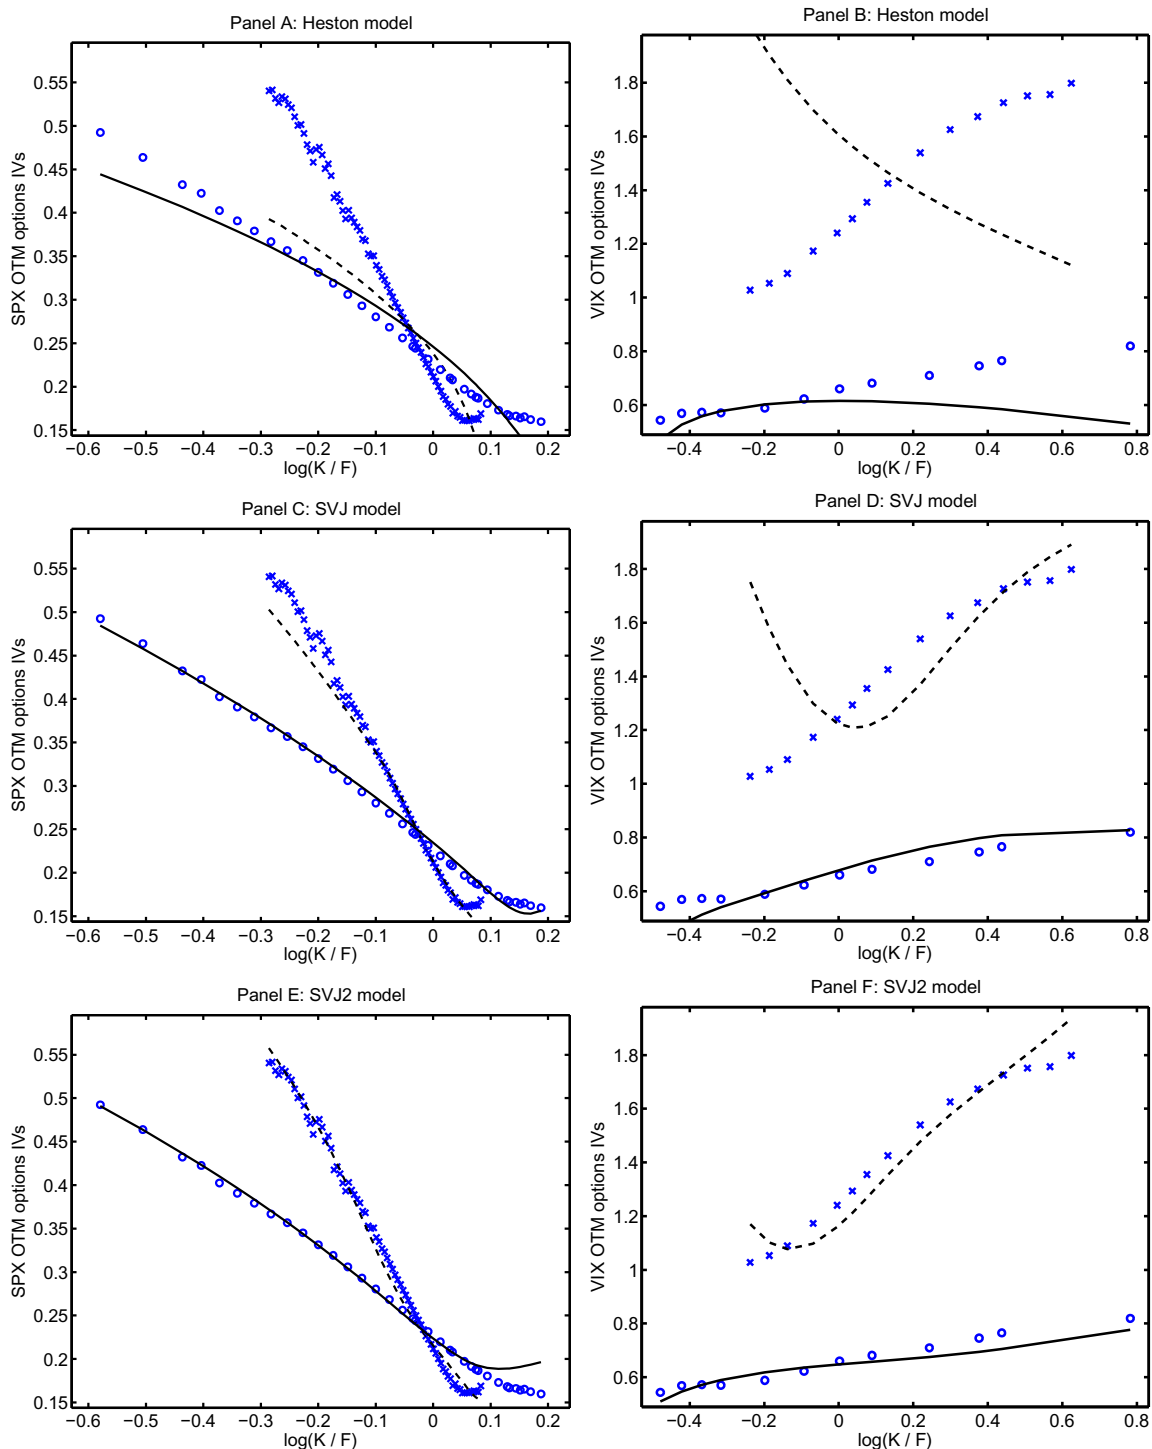 Panel A: Heston model
SPX OTM options IVs
0.55
0.5
0.45
0.4
0.35
0.3
0.25
0.2
0.15
−0.6 −0.5 −0.4 −0.3 −0.2 −0.1 0 0.1 0.2
log(K / F)
Panel B: Heston model
VIX OTM options IVs
1.8
1.6
1.4
1.2
1
0.8
0.6
−0.4 −0.2 0 0.2 0.4 0.6 0.8
log(K / F)
Panel C: SVJ model
SPX OTM options IVs
0.55
0.5
0.45
0.4
0.35
0.3
0.25
0.2
0.15
−0.6 −0.5 −0.4 −0.3 −0.2 −0.1 0 0.1 0.2
log(K / F)
Panel D: SVJ model
VIX OTM options IVs
1.8
1.6
1.4
1.2
1
0.8
0.6
−0.4 −0.2 0 0.2 0.4 0.6 0.8
log(K / F)
Panel E: SVJ2 model
SPX OTM options IVs
0.55
0.5
0.45
0.4
0.35
0.3
0.25
0.2
0.15
−0.6 −0.5 −0.4 −0.3 −0.2 −0.1 0 0.1 0.2
log(K / F)
Panel F: SVJ2 model
VIX OTM options IVs
1.8
1.6
1.4
1.2
1
0.8
0.6
−0.4 −0.2 0 0.2 0.4 0.6 0.8
log(K / F)